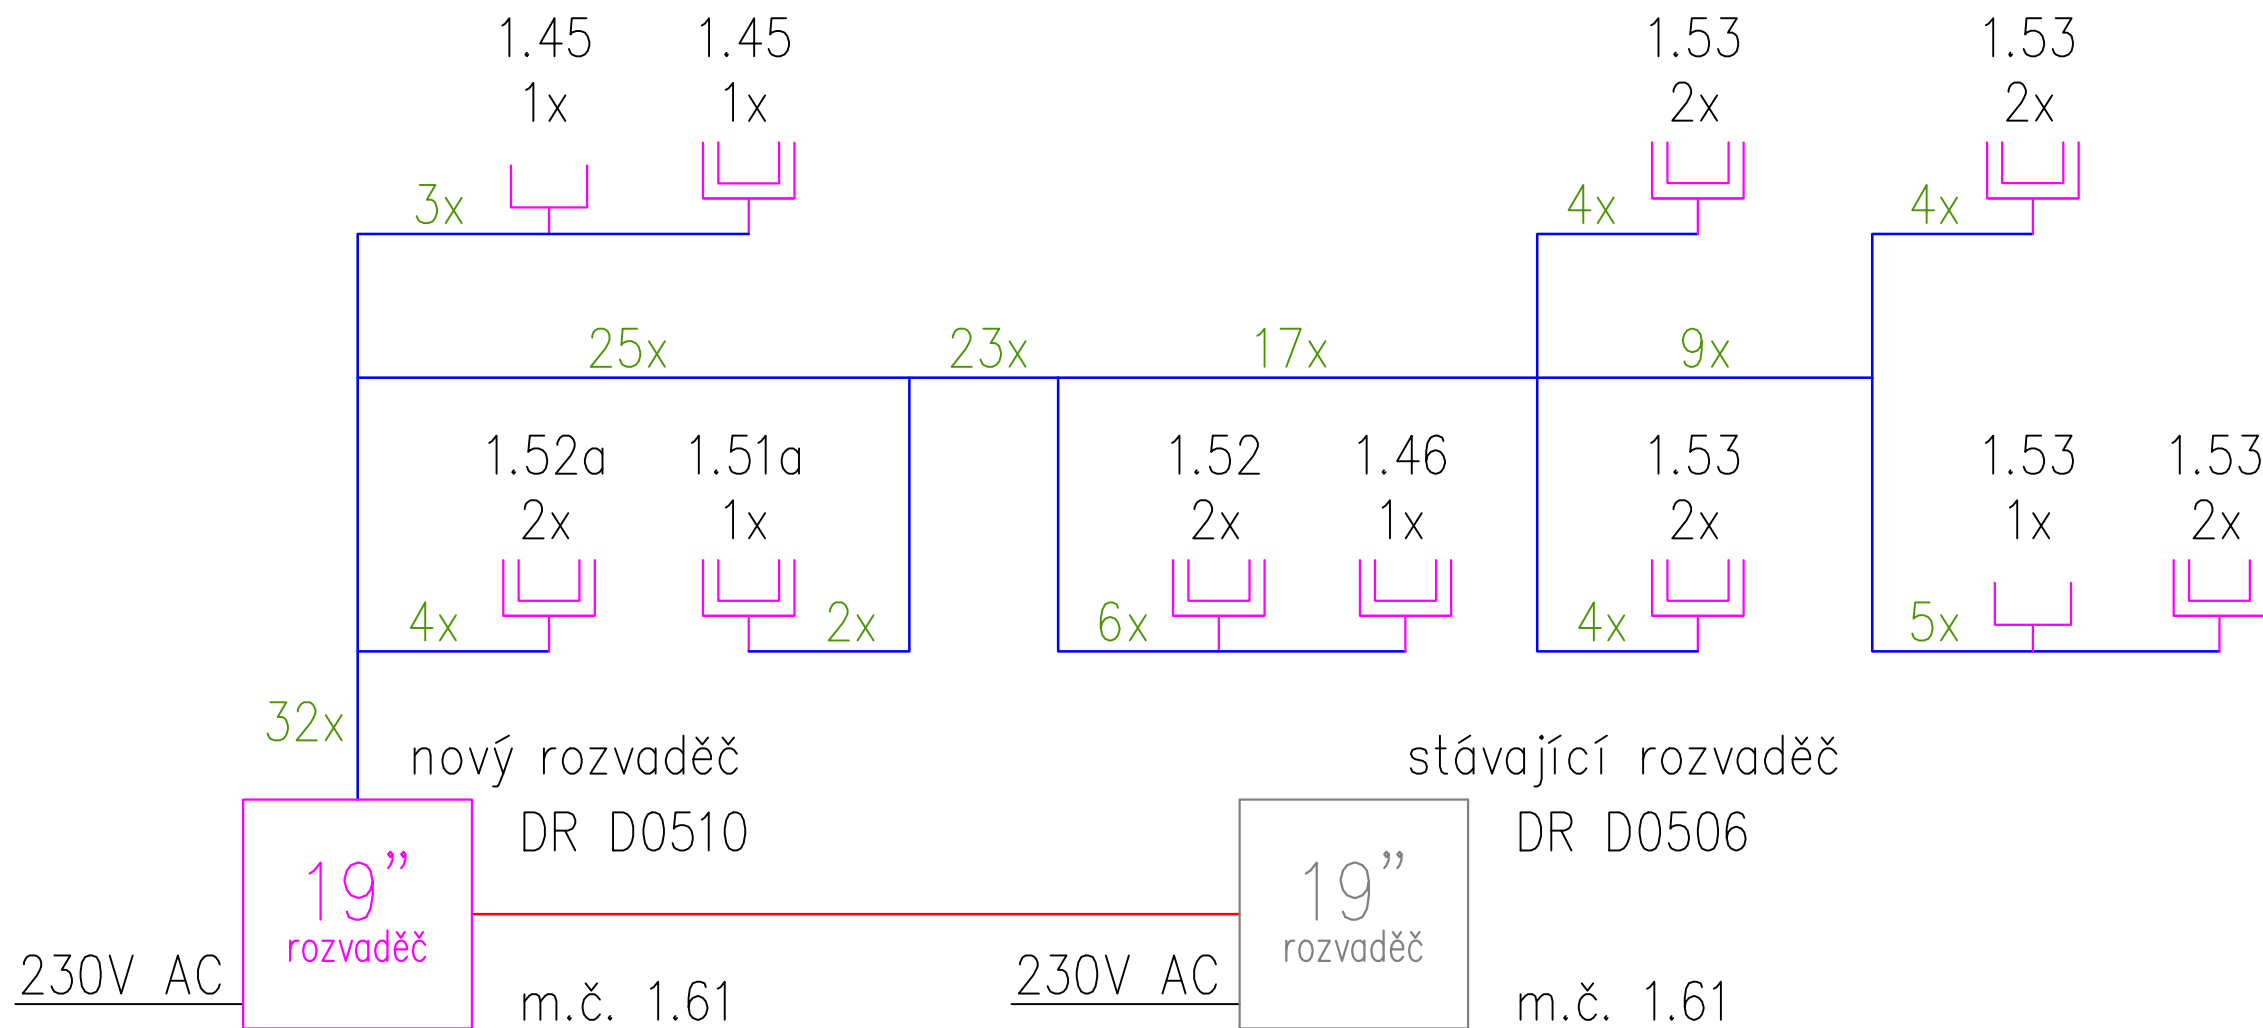 1.45 1.45 1.53 1.53
1x 1x 2x 2x
3x 4x 4x
25x 23x 17x 9x
1.52a 1.51a 1.52 1.46 1.53 1.53 1.53
2x 1x 2x 1x 2x 1x 2x
4x 2x 6x 4x 5x
32x
nový rozvaděč
DR D0510
19”
rozvaděč
230V AC
m.č. 1.61
stávající rozvaděč
DR D0506
19”
rozvaděč
230V AC
m.č. 1.61